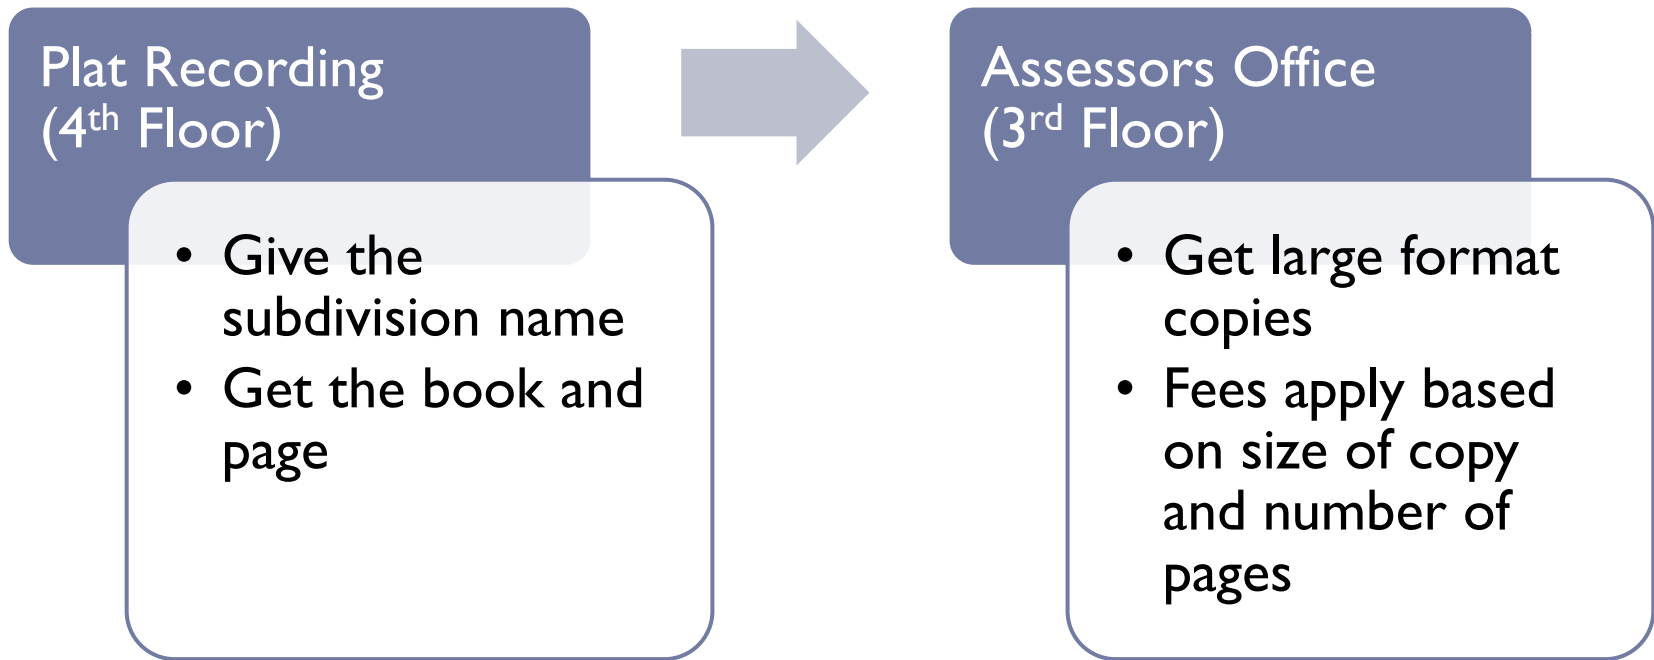 Plat Recording
(4th Floor)
• Give the
subdivision name
• Get the book and
page
Assessors Office
(3rd Floor)
• Get large format
copies
• Fees apply based
on size of copy
and number of
pages